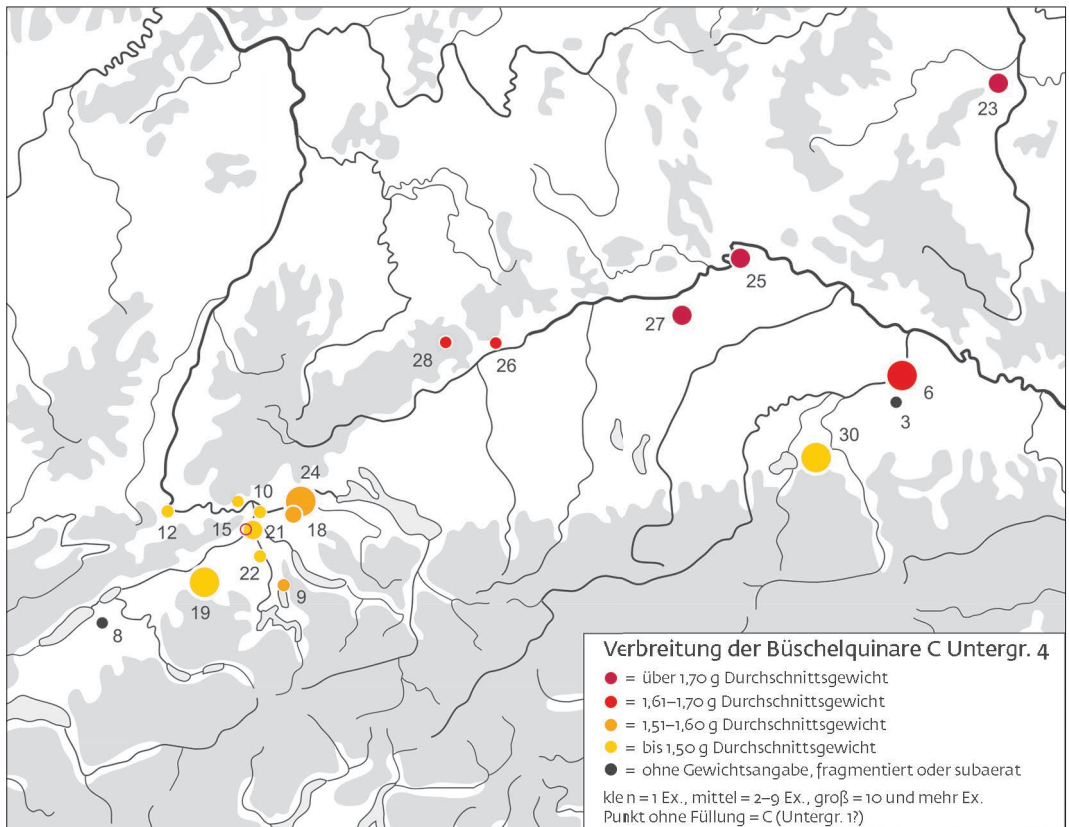 23
25
27
28
26
6
3
30
24
10
12
15
21
18
22
19
9
8
Verbreitung der Büschelquinare C Untergr. 4
= über 1,70 g Durchschnittsgewicht
= 1,61–1,70 g Durchschnittsgewicht
= 1,51–1,60 g Durchschnittsgewicht
= bis 1,50 g Durchschnittsgewicht
= ohne Gewichtsangabe, fragmentiert oder subaerat
kle n = 1 Ex., mittel = 2–9 Ex., groß = 10 und mehr Ex.
Punkt ohne Füllung = C (Untergr. 1?)